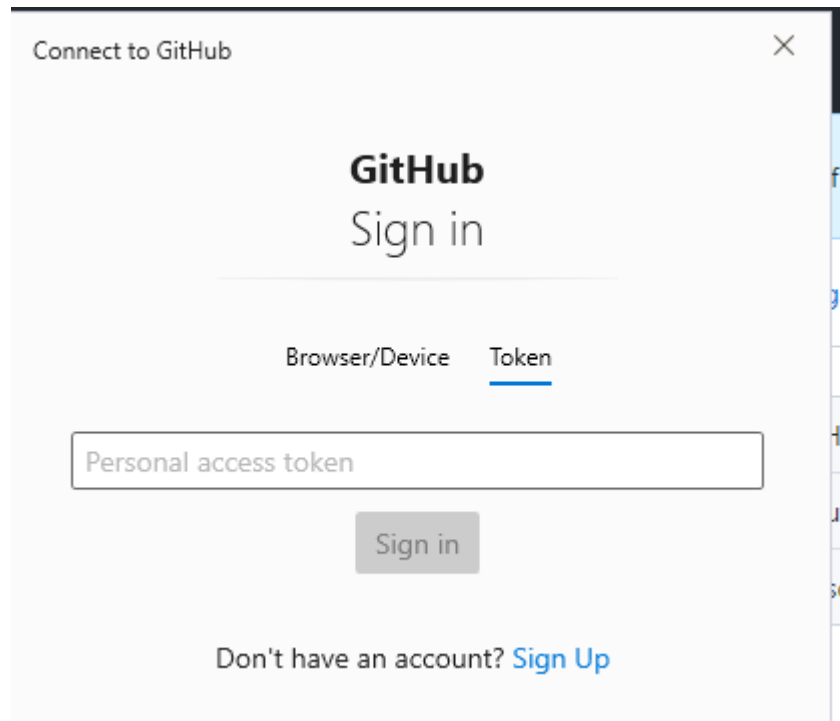 Connect to GitHub
GitHub
Sign in
Browser/Device Token
Personal access token
Sign in
Don't have an account? Sign Up